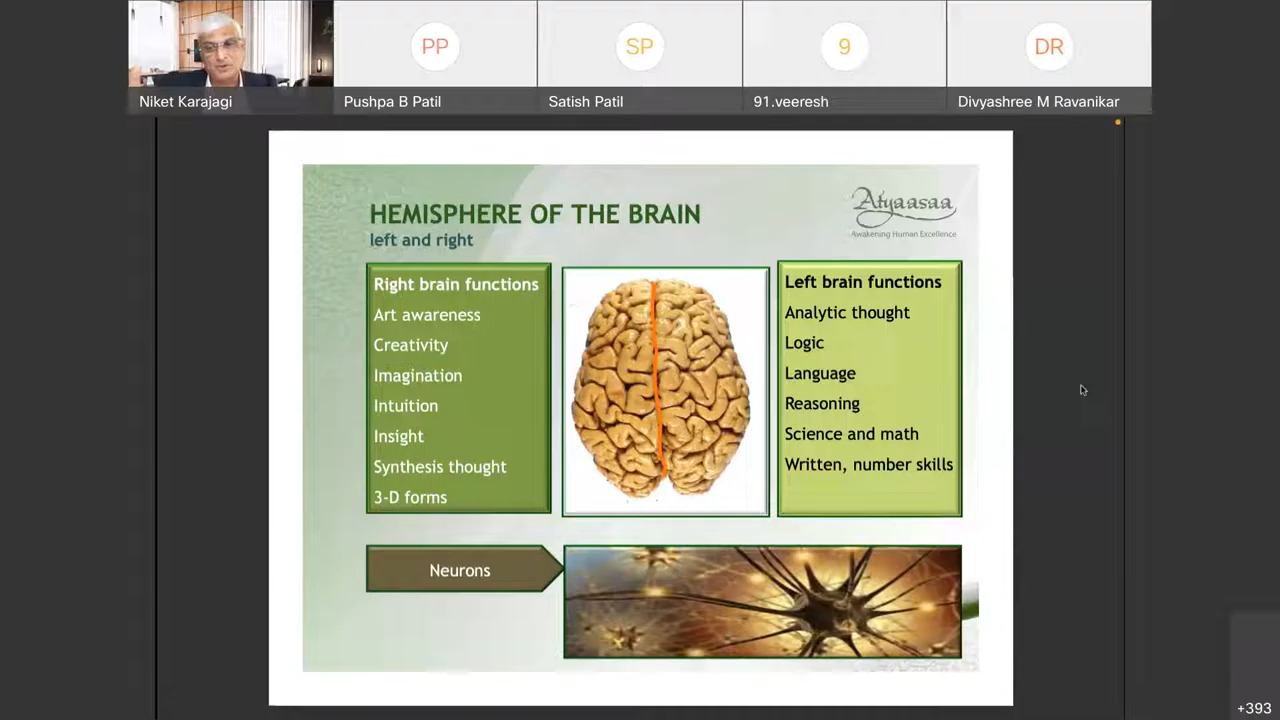 PP
SP
9
DR
Niket Karajagi
Pushpa B Patil
Satish Patil
91.veeresh
Divyashree M Ravanikar
HEMISPHERE OF THE BRAIN
left and right
Atyaasaa
Awakening Human Excellence
Right brain functions
Art awareness
Creativity
Imagination
Intuition
Insight
Synthesis thought
3-D forms
Left brain functions
Analytic thought
Logic
Language
Reasoning
Science and math
Written, number skills
Neurons
+393